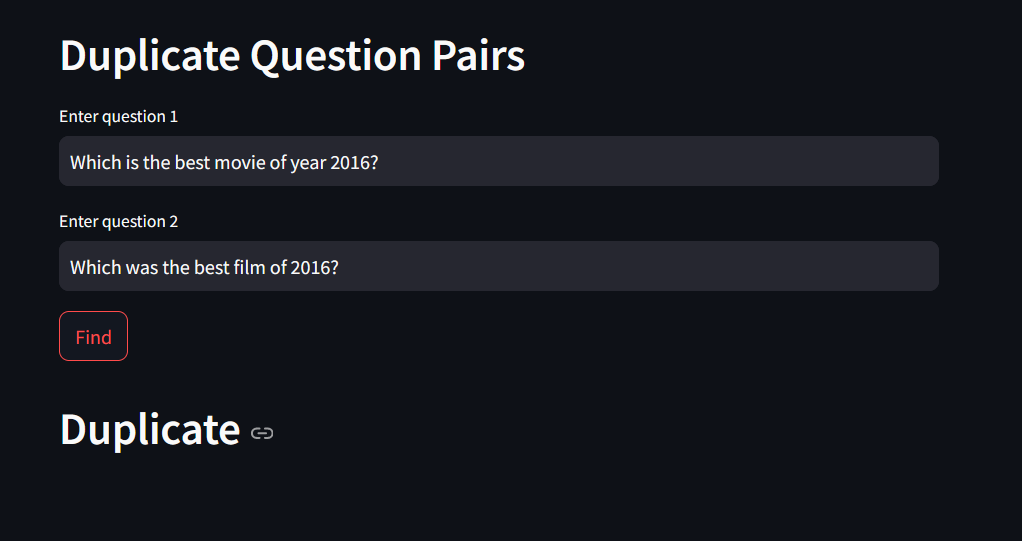 Duplicate Question Pairs
Enter question 1
Which is the best movie of year 2016?
Enter question 2
Which was the best film of 2016?
Find
Duplicate